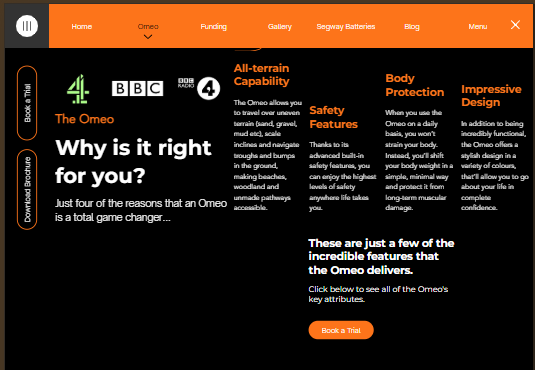 Home
Omeo
Funding
Gallery
Segway Batteries
Blog
Menu
Book a Trial
Download Brochure
4
BBC
BBC
RADIO
4
The Omeo
Why is it right
for you?
Just four of the reasons that an Omeo
is a total game changer...
All-terrain
Capability
The Omeo allows you
to travel over uneven
terrain (sand, gravel,
mud etc), scale
inclines and navigate
troughs and bumps
in the ground,
making beaches,
woodland and
unmade pathways
accessible.
Safety
Features
Thanks to its
advanced built-in
safety features, you
can enjoy the highest
levels of safety
anywhere life takes
you.
Body
Protection
When you use the
Omeo on a daily
basis, you won't
strain your body.
Instead, you'll shift
your body weight in a
simple, minimal way
and protect it from
long-term muscular
damage.
Impressive
Design
In addition to being
incredibly functional,
the Omeo offers a
stylish design in a
variety of colours,
that'll allow you to go
about your life in
complete
confidence.
These are just a few of the
incredible features that
the Omeo delivers.
Click below to see all of the Omeo's
key attributes.
Book a Trial